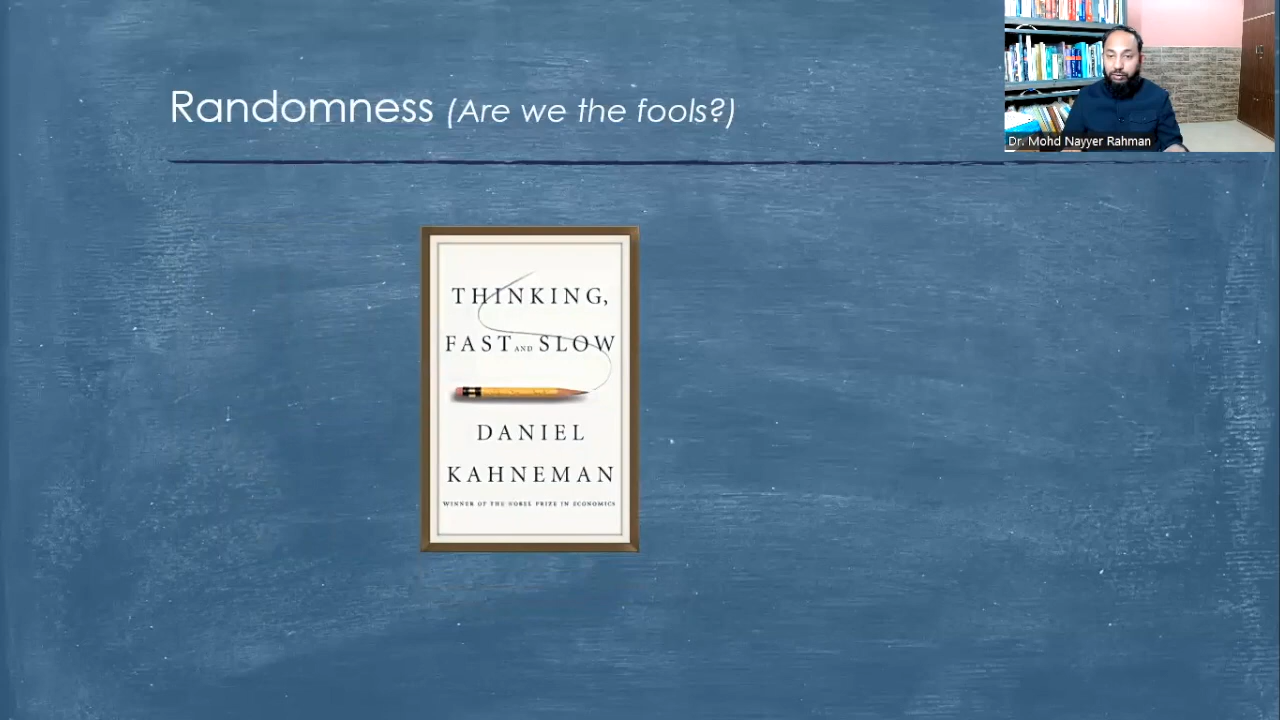 Randomness (Are we the fools?)
Dr. Mohd Nayyer Rahman
THINKING,
FAST AND SLOW
DANIEL
KAHNEMAN
WINNER OF THE NOBEL PRIZE IN ECONOMICS